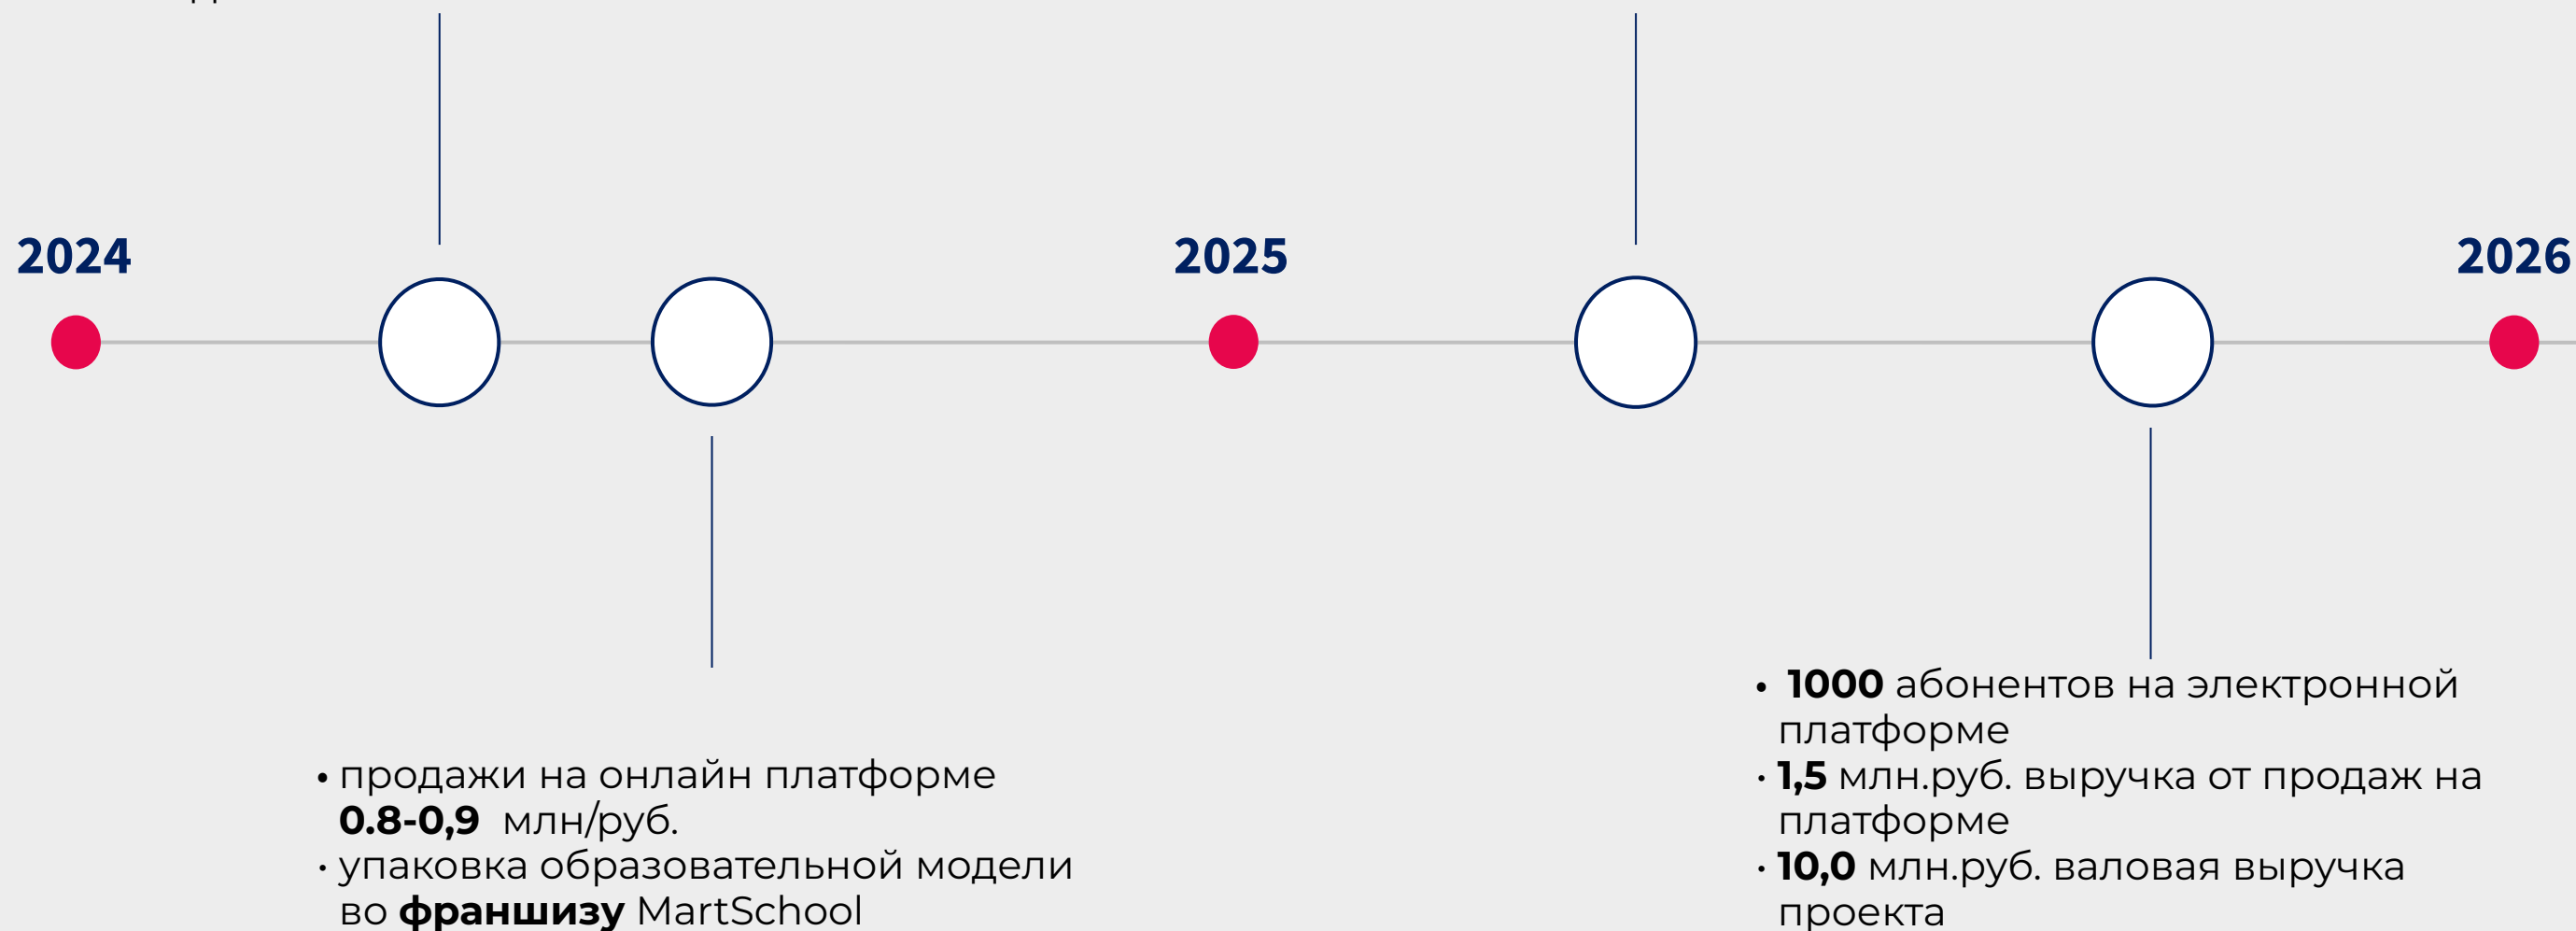 2024
2025
2026
• продажи на онлайн платформе
0.8-0,9 млн/руб.
· упаковка образовательной модели
во франшизу MartSchool
• 1000 абонентов на электронной
платформе
· 1,5 млн.руб. выручка от продаж на
платформе
· 10,0 млн.руб. валовая выручка
проекта